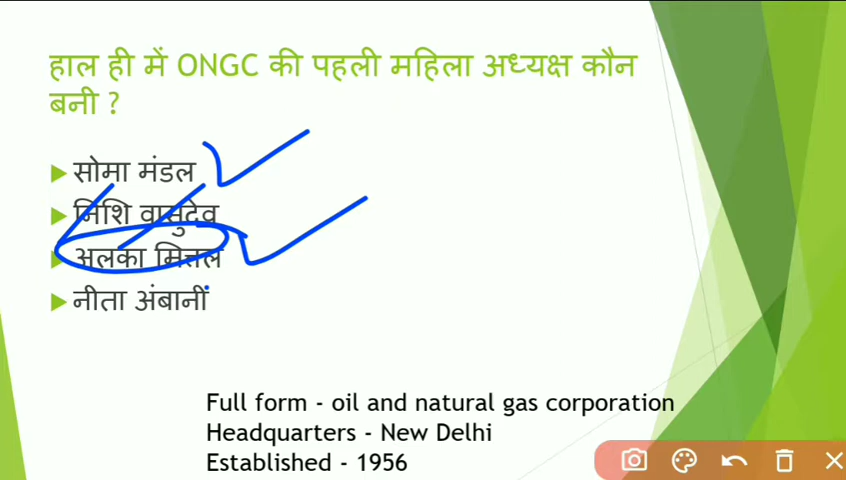 हाल ही में ONGC की पहली महिला अध्यक्ष कौन
बनी ?
सोमा मंडल
निशि वासुदेव
अलका मित्तल
नीता अंबानी
Full form - oil and natural gas corporation
Headquarters - New Delhi
Established - 1956